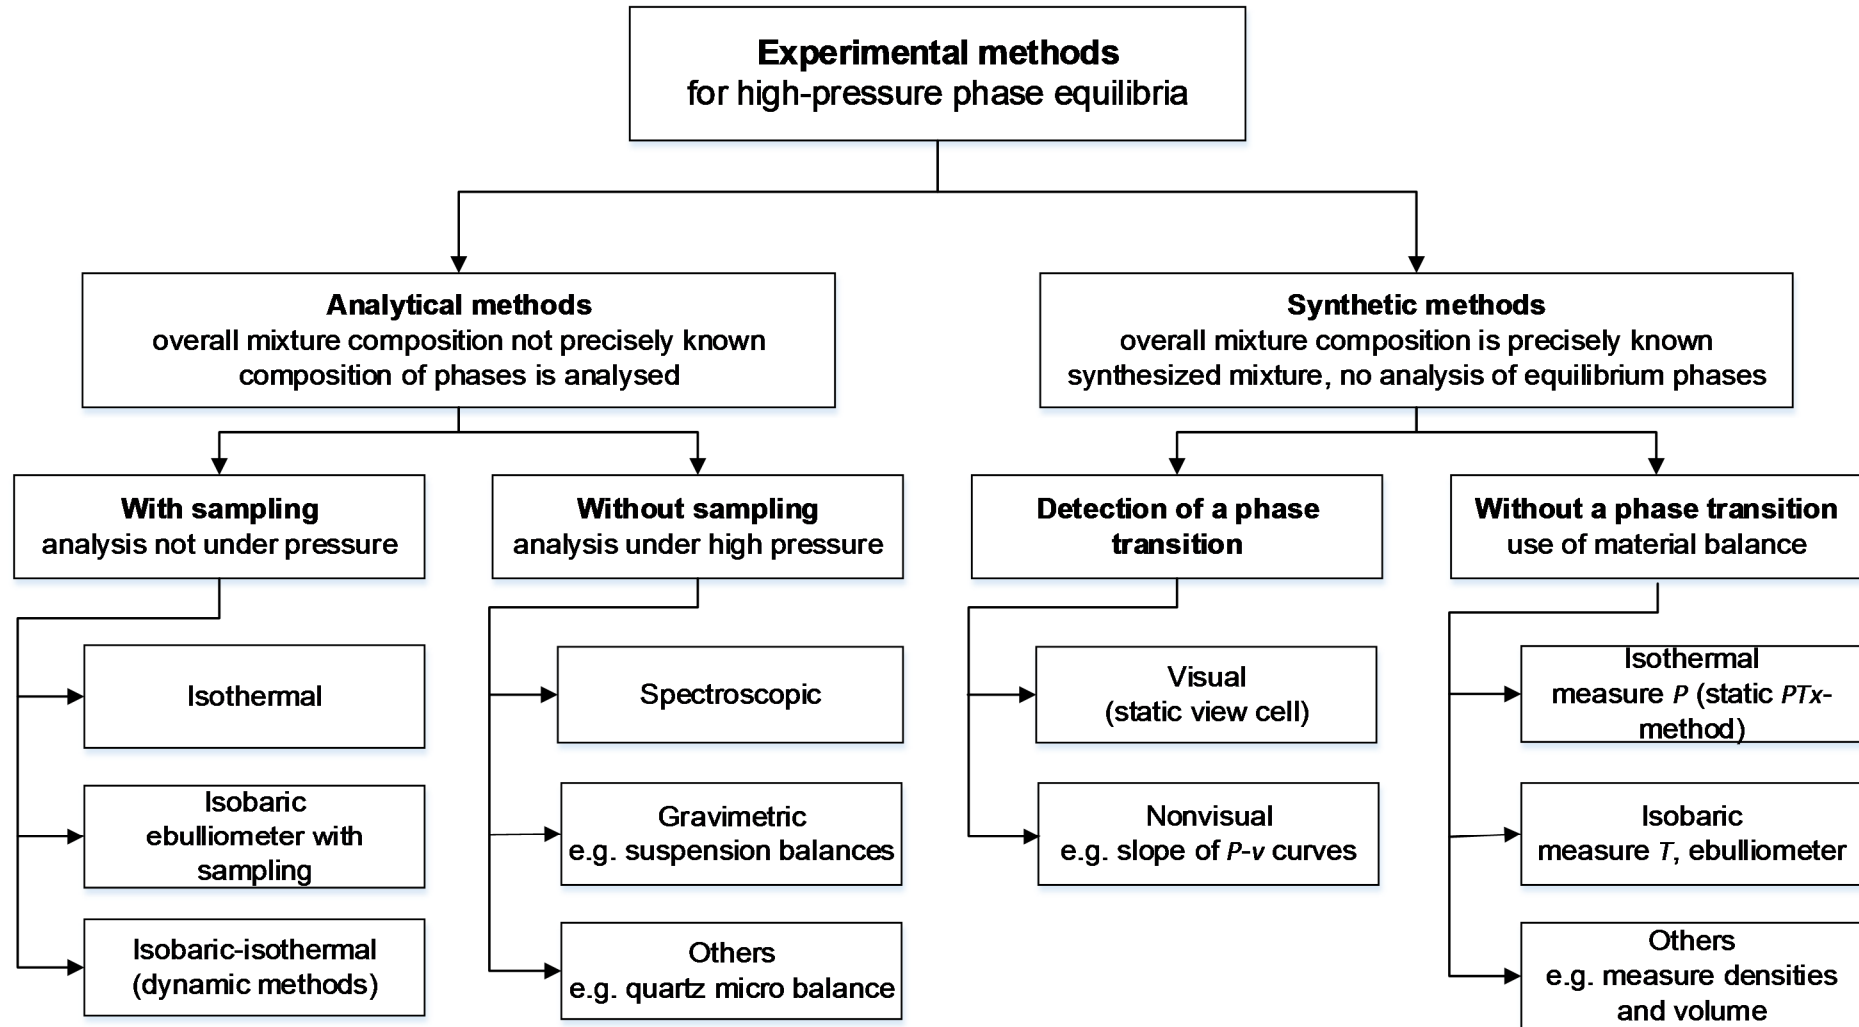 Experimental methods
for high-pressure phase equilibria
Analytical methods
overall mixture composition not precisely known
composition of phases is analysed
Synthetic methods
overall mixture composition is precisely known
synthesized mixture, no analysis of equilibrium phases
With sampling
analysis not under pressure
Without sampling
analysis under high pressure
Detection of a phase
transition
Without a phase transition
use of material balance
Isothermal
Isobaric
ebulliometer with
sampling
Isobaric-isothermal
(dynamic methods)
Spectroscopic
Gravimetric
e.g. suspension balances
Others
e.g. quartz micro balance
Visual
(static view cell)
Nonvisual
e.g. slope of P-v curves
Isothermal
measure P (static PTx-
method)
Isobaric
measure T, ebulliometer
Others
e.g. measure densities
and volume